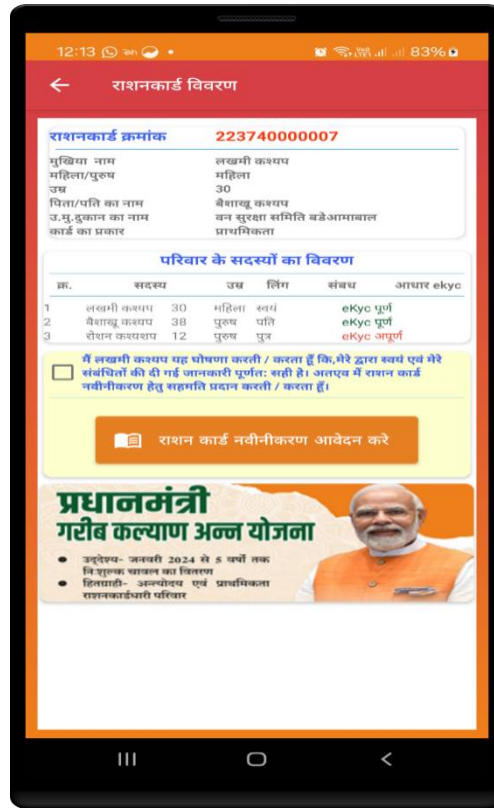 12:13 83%
राशनकार्ड विवरण
राशनकार्ड क्रमांक 223740000007
मुखिया नाम लखमी कश्यप
महिला/पुरुष महिला
उम्र 30
पिता/पति का नाम बैशाखू कश्यप
उ.मु.दुकान का नाम वन सुरक्षा समिति बडेआमाबाल
कार्ड का प्रकार प्राथमिकता
परिवार के सदस्यों का विवरण
क्र. सदस्य उम्र लिंग संबध आधार ekyc
1 लखमी कश्यप 30 महिला स्वयं eKyc पूर्ण
2 बैशाखू कश्यप 38 पुरुष पति eKyc पूर्ण
3 रोशन कश्यशप 12 पुरुष पुत्र eKyc अपूर्ण
मैं लखमी कश्यप यह घोषणा करती / करता हूँ कि,मेरे द्वारा स्वयं एवं मेरे
संबंधितों की दी गई जानकारी पूर्णत: सही है। अतएव में राशन कार्ड
नवीनीकरण हेतु सहमति प्रदान करती / करता हूँ।
राशन कार्ड नवीनीकरण आवेदन करे
प्रधानमंत्री
गरीब कल्याण अन्न योजना
उद्देश्य- जनवरी 2024 से 5 वर्षों तक
नि:शुल्क चावल का वितरण
हितग्राही- अन्त्योदय एवं प्राथमिकता
राशनकार्डधारी परिवार